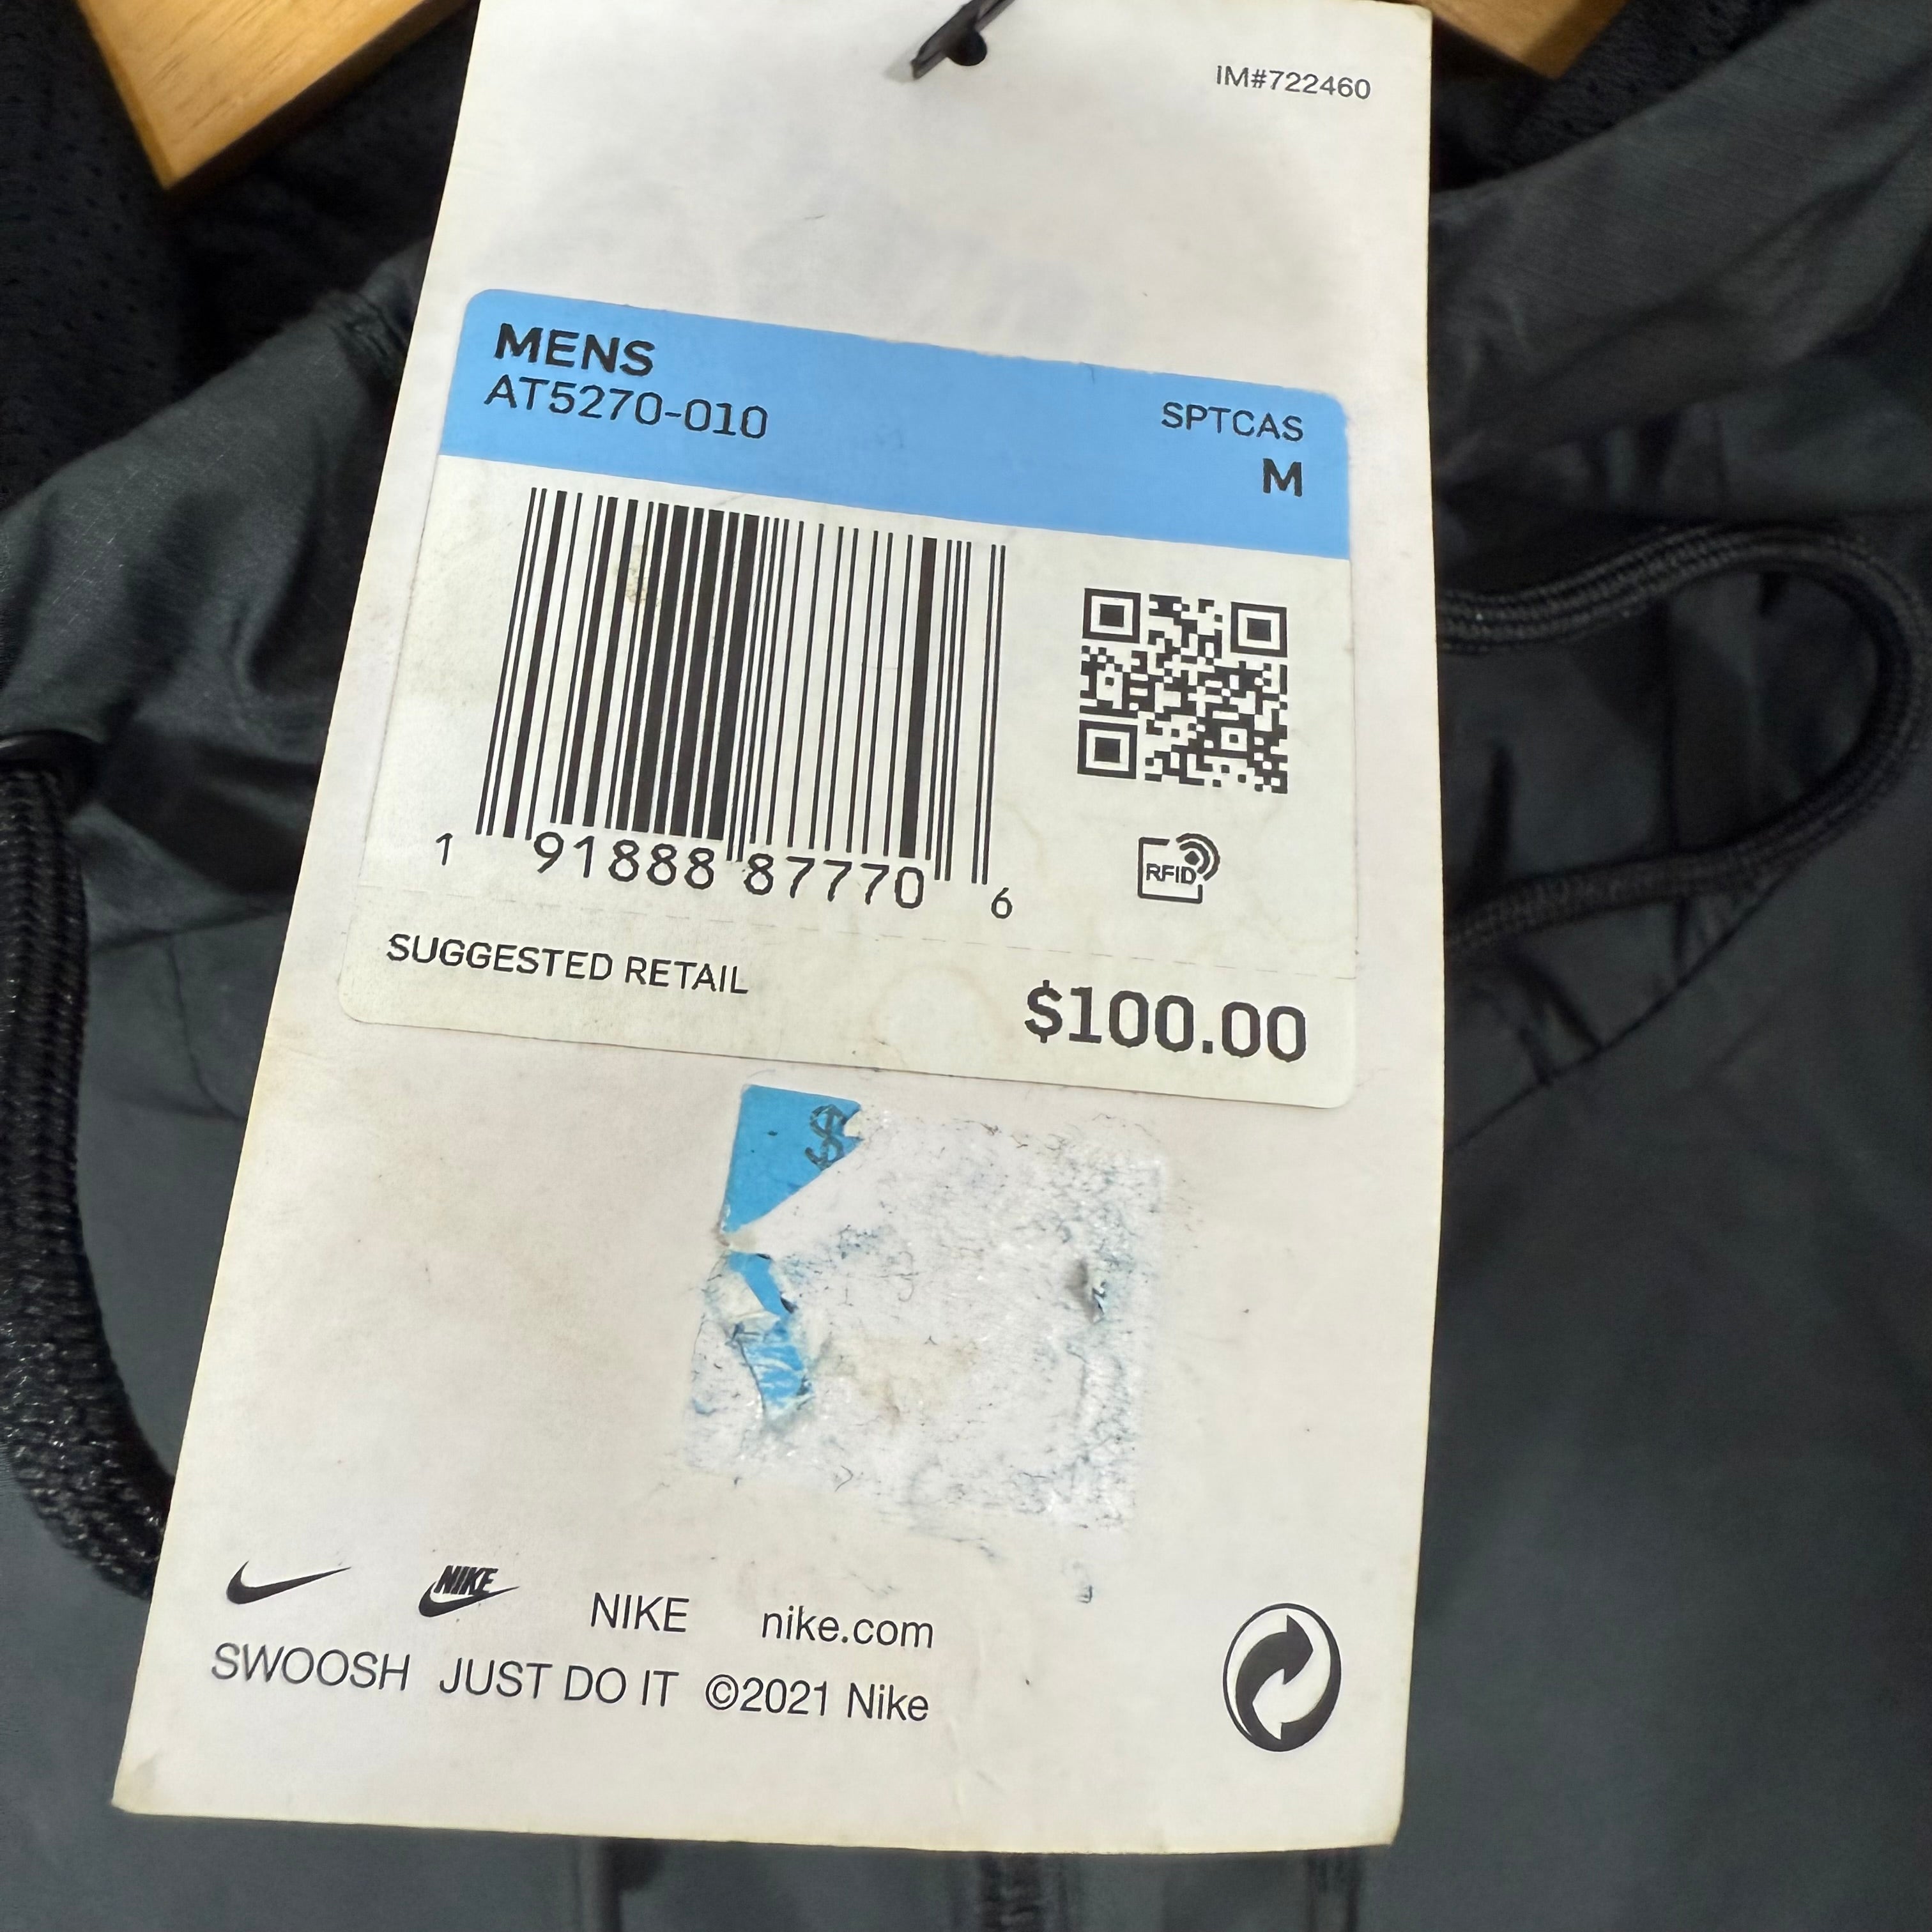 IM#722460
MENS
AT5270-010
SPTCAS
M
1 91888 87770 6
RFID
SUGGESTED RETAIL $100.00
$
NIKE NIKE nike.com
SWOOSH JUST DO IT ©2021 Nike